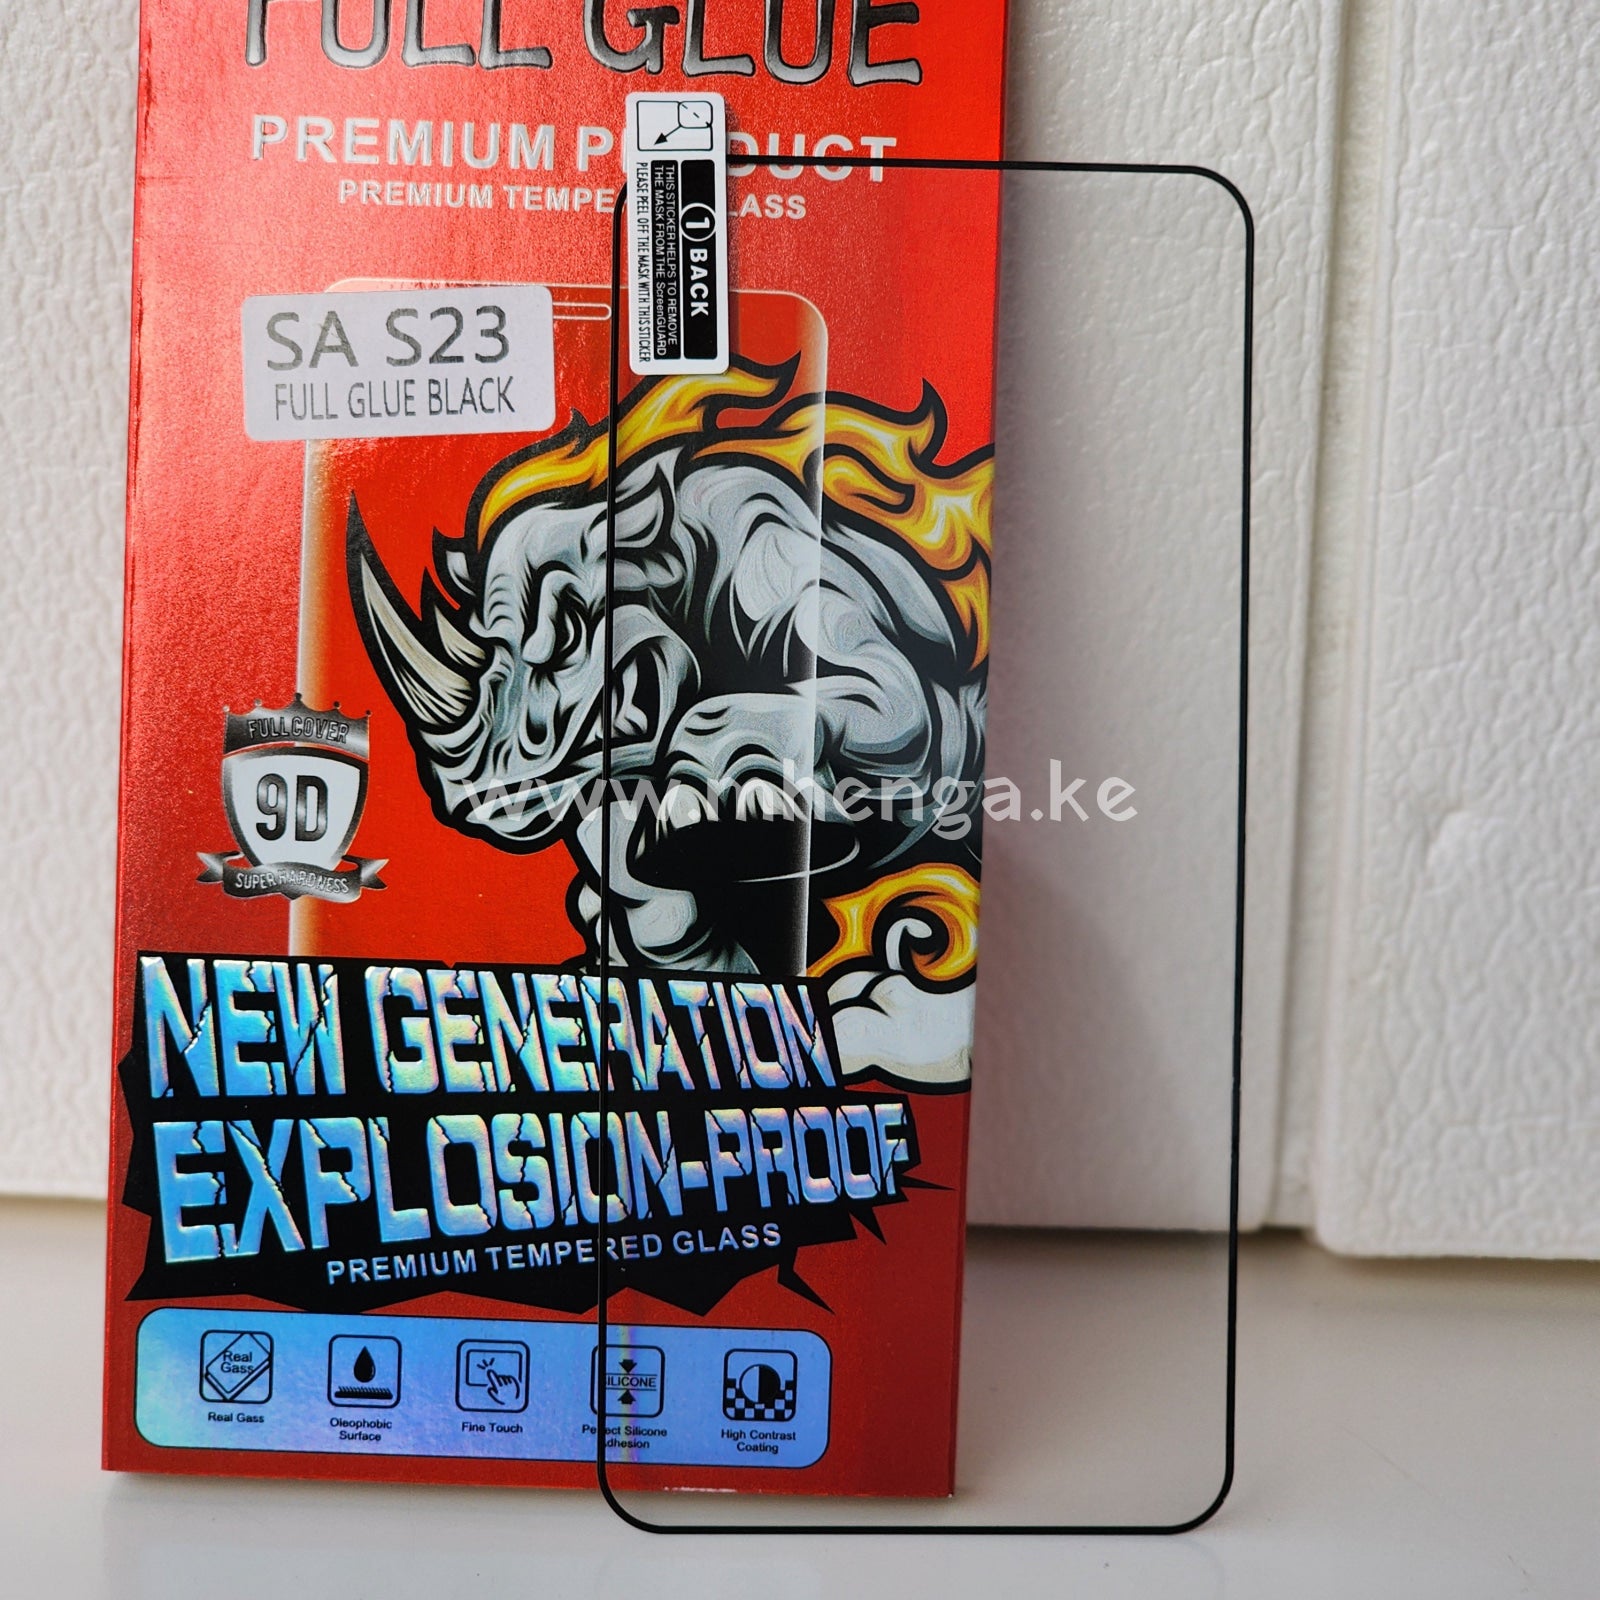 FULL GLUE
PREMIUM P DUCT
PREMIUM TEMPE LASS
1 BACK
THIS STICKER HELPS TO REMOVE
THE MASK FROM THE ScreenGUARD
PLEASE PEEL OFF THE MASK WITH THIS STICKER
SA S23
FULL GLUE BLACK
FULL COVER
9D
SUPER HARDNESS
www.mhenga.ke
NEW GENERATION
EXPLOSION-PROOF
PREMIUM TEMPERED GLASS
Real
Gass
Real Gass
Oleophobic
Surface
Fine Touch
SILICONE
Perfect Silicone
Adhesion
High Contrast
Coating